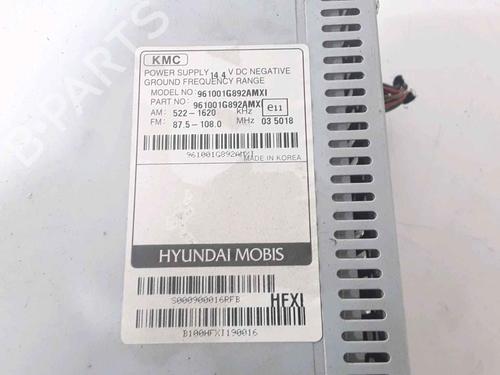 KMC
POWER SUPPLY 14.4 V DC NEGATIVE
GROUND FREQUENCY RANGE
MODEL NO: 961001G892AMXI
PART NO: 961001G892AMXI
AM: 522-1620 KHz
FM: 87.5-108.0 MHz
e11
03 5018
961001G892AMXI
MADE IN KOREA
HYUNDAI MOBIS
S000900016RFB
HFXI
B100HFXI190016
B PARTS